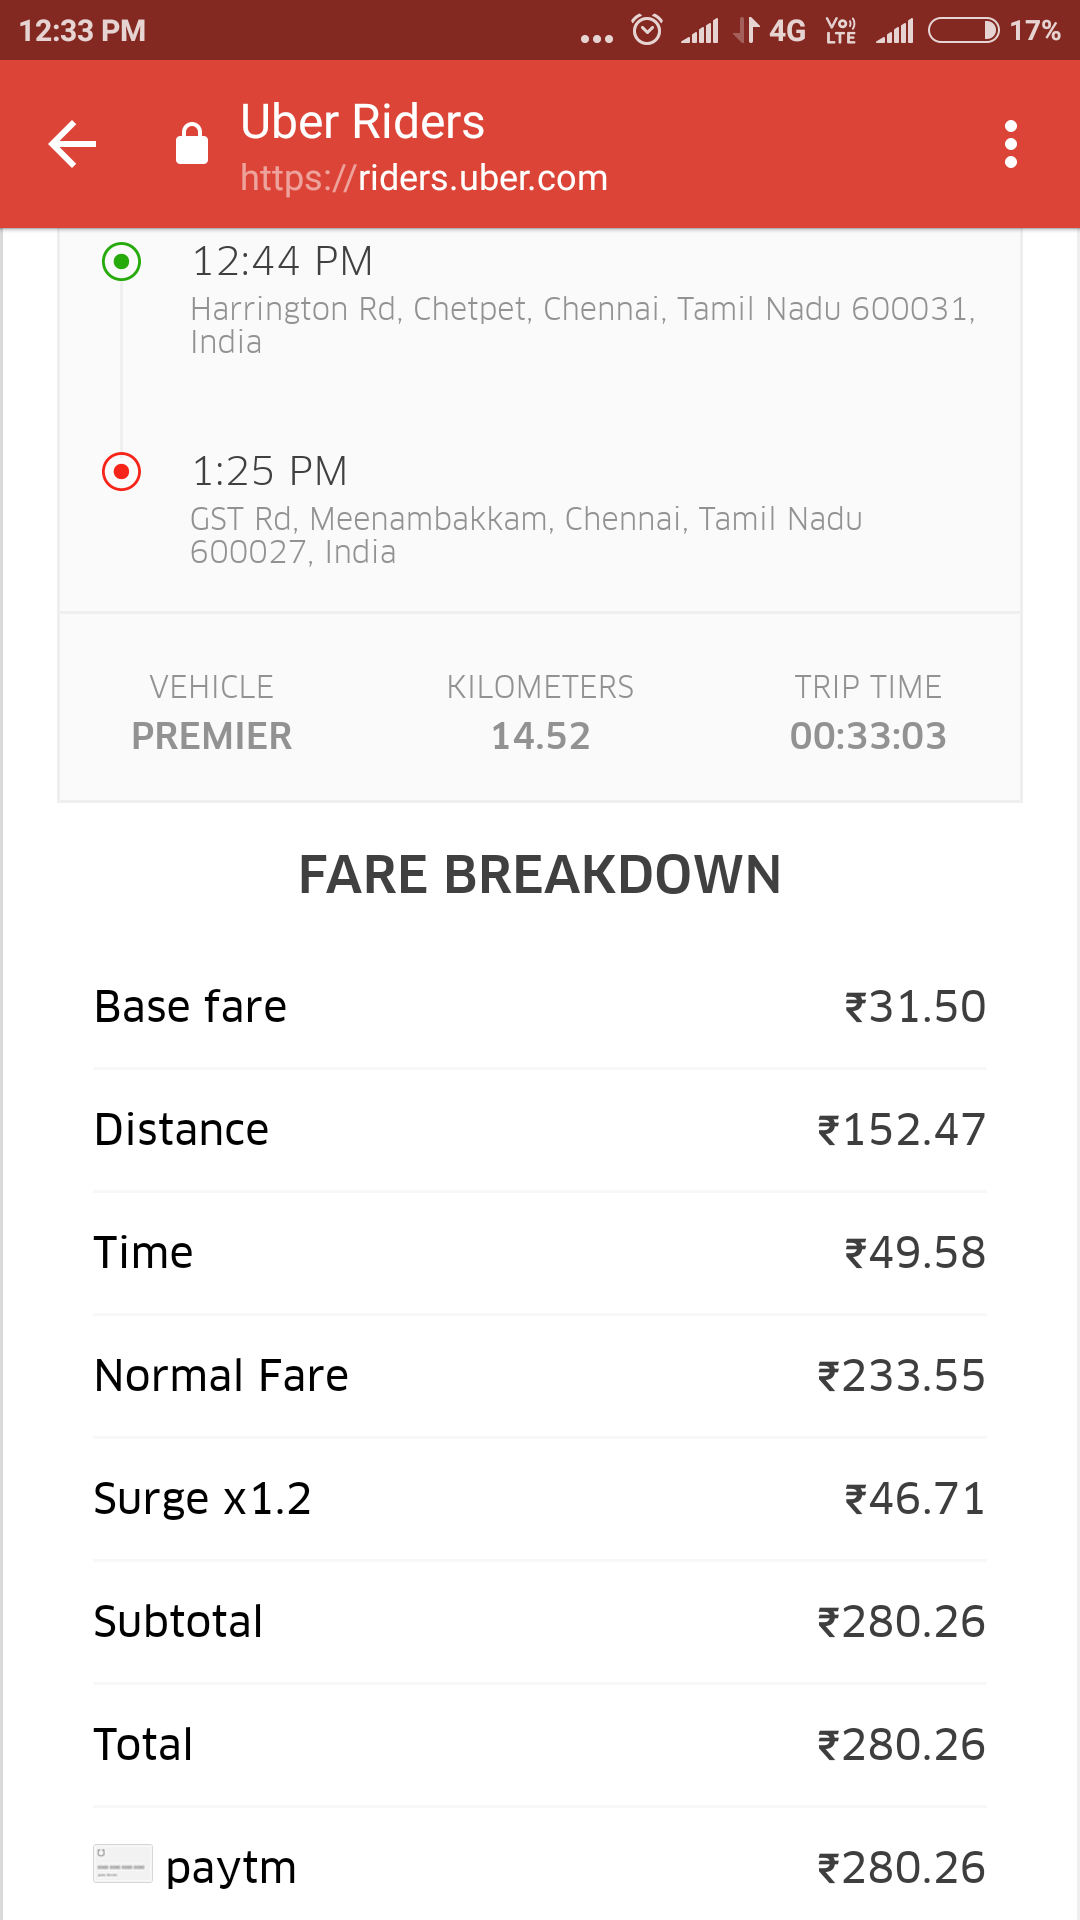 12:33 PM
... 4G VoLTE 17%
Uber Riders
https://riders.uber.com
12:44 PM
Harrington Rd, Chetpet, Chennai, Tamil Nadu 600031,
India
1:25 PM
GST Rd, Meenambakkam, Chennai, Tamil Nadu
600027, India
VEHICLE KILOMETERS TRIP TIME
PREMIER 14.52 00:33:03
FARE BREAKDOWN
Base fare ₹31.50
Distance ₹152.47
Time ₹49.58
Normal Fare ₹233.55
Surge x1.2 ₹46.71
Subtotal ₹280.26
Total ₹280.26
paytm ₹280.26